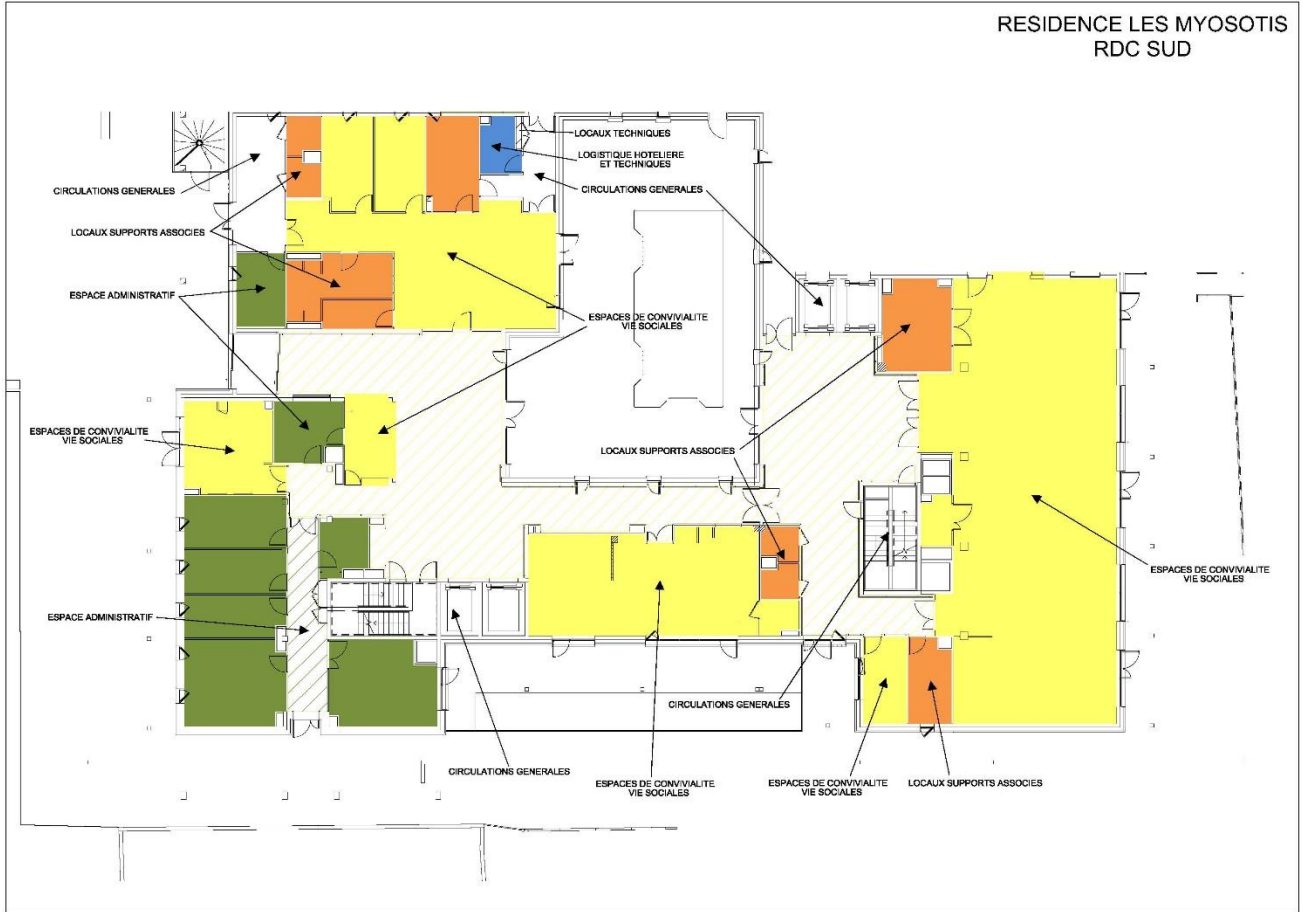 RESIDENCE LES MYOSOTIS
RDC SUD
LOCAUX TECHNIQUES
LOGISTIQUE HOTELIERE
ET TECHNIQUES
CIRCULATIONS GENERALES
CIRCULATIONS GENERALES
LOCAUX SUPPORTS ASSOCIES
ESPACE ADMINISTRATIF
ESPACES DE CONVIVIALITE
VIE SOCIALES
ESPACES DE CONVIVIALITE
VIE SOCIALES
LOCAUX SUPPORTS ASSOCIES
ESPACES DE CONVIVIALITE
VIE SOCIALES
ESPACE ADMINISTRATIF
CIRCULATIONS GENERALES
CIRCULATIONS GENERALES
ESPACES DE CONVIVIALITE
VIE SOCIALES
ESPACES DE CONVIVIALITE
VIE SOCIALES
LOCAUX SUPPORTS ASSOCIES